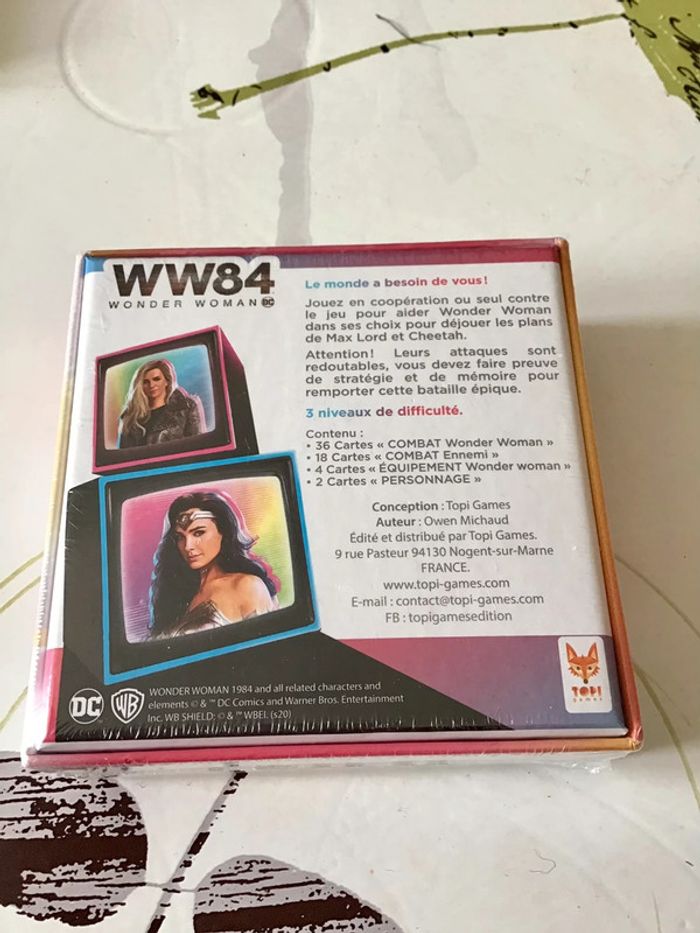 WW84
WONDER WOMAN DC
Le monde a besoin de vous !
Jouez en coopération ou seul contre
le jeu pour aider Wonder Woman
dans ses choix pour déjouer les plans
de Max Lord et Cheetah.
Attention! Leurs attaques sont
redoutables, vous devez faire preuve
de stratégie et de mémoire pour
remporter cette bataille épique.
3 niveaux de difficulté.
Contenu :
• 36 Cartes « COMBAT Wonder Woman »
• 18 Cartes « COMBAT Ennemi »
• 4 Cartes « ÉQUIPEMENT Wonder woman »
• 2 Cartes « PERSONNAGE »
Conception : Topi Games
Auteur : Owen Michaud
Édité et distribué par Topi Games.
9 rue Pasteur 94130 Nogent-sur-Marne
FRANCE.
www.topi-games.com
E-mail : contact@topi-games.com
FB : topigamesedition
TOPI
games
DC
WB
WONDER WOMAN 1984 and all related characters and
elements © & ™ DC Comics and Warner Bros. Entertainment
Inc. WB SHIELD: © & ™ WBEI. (s20)